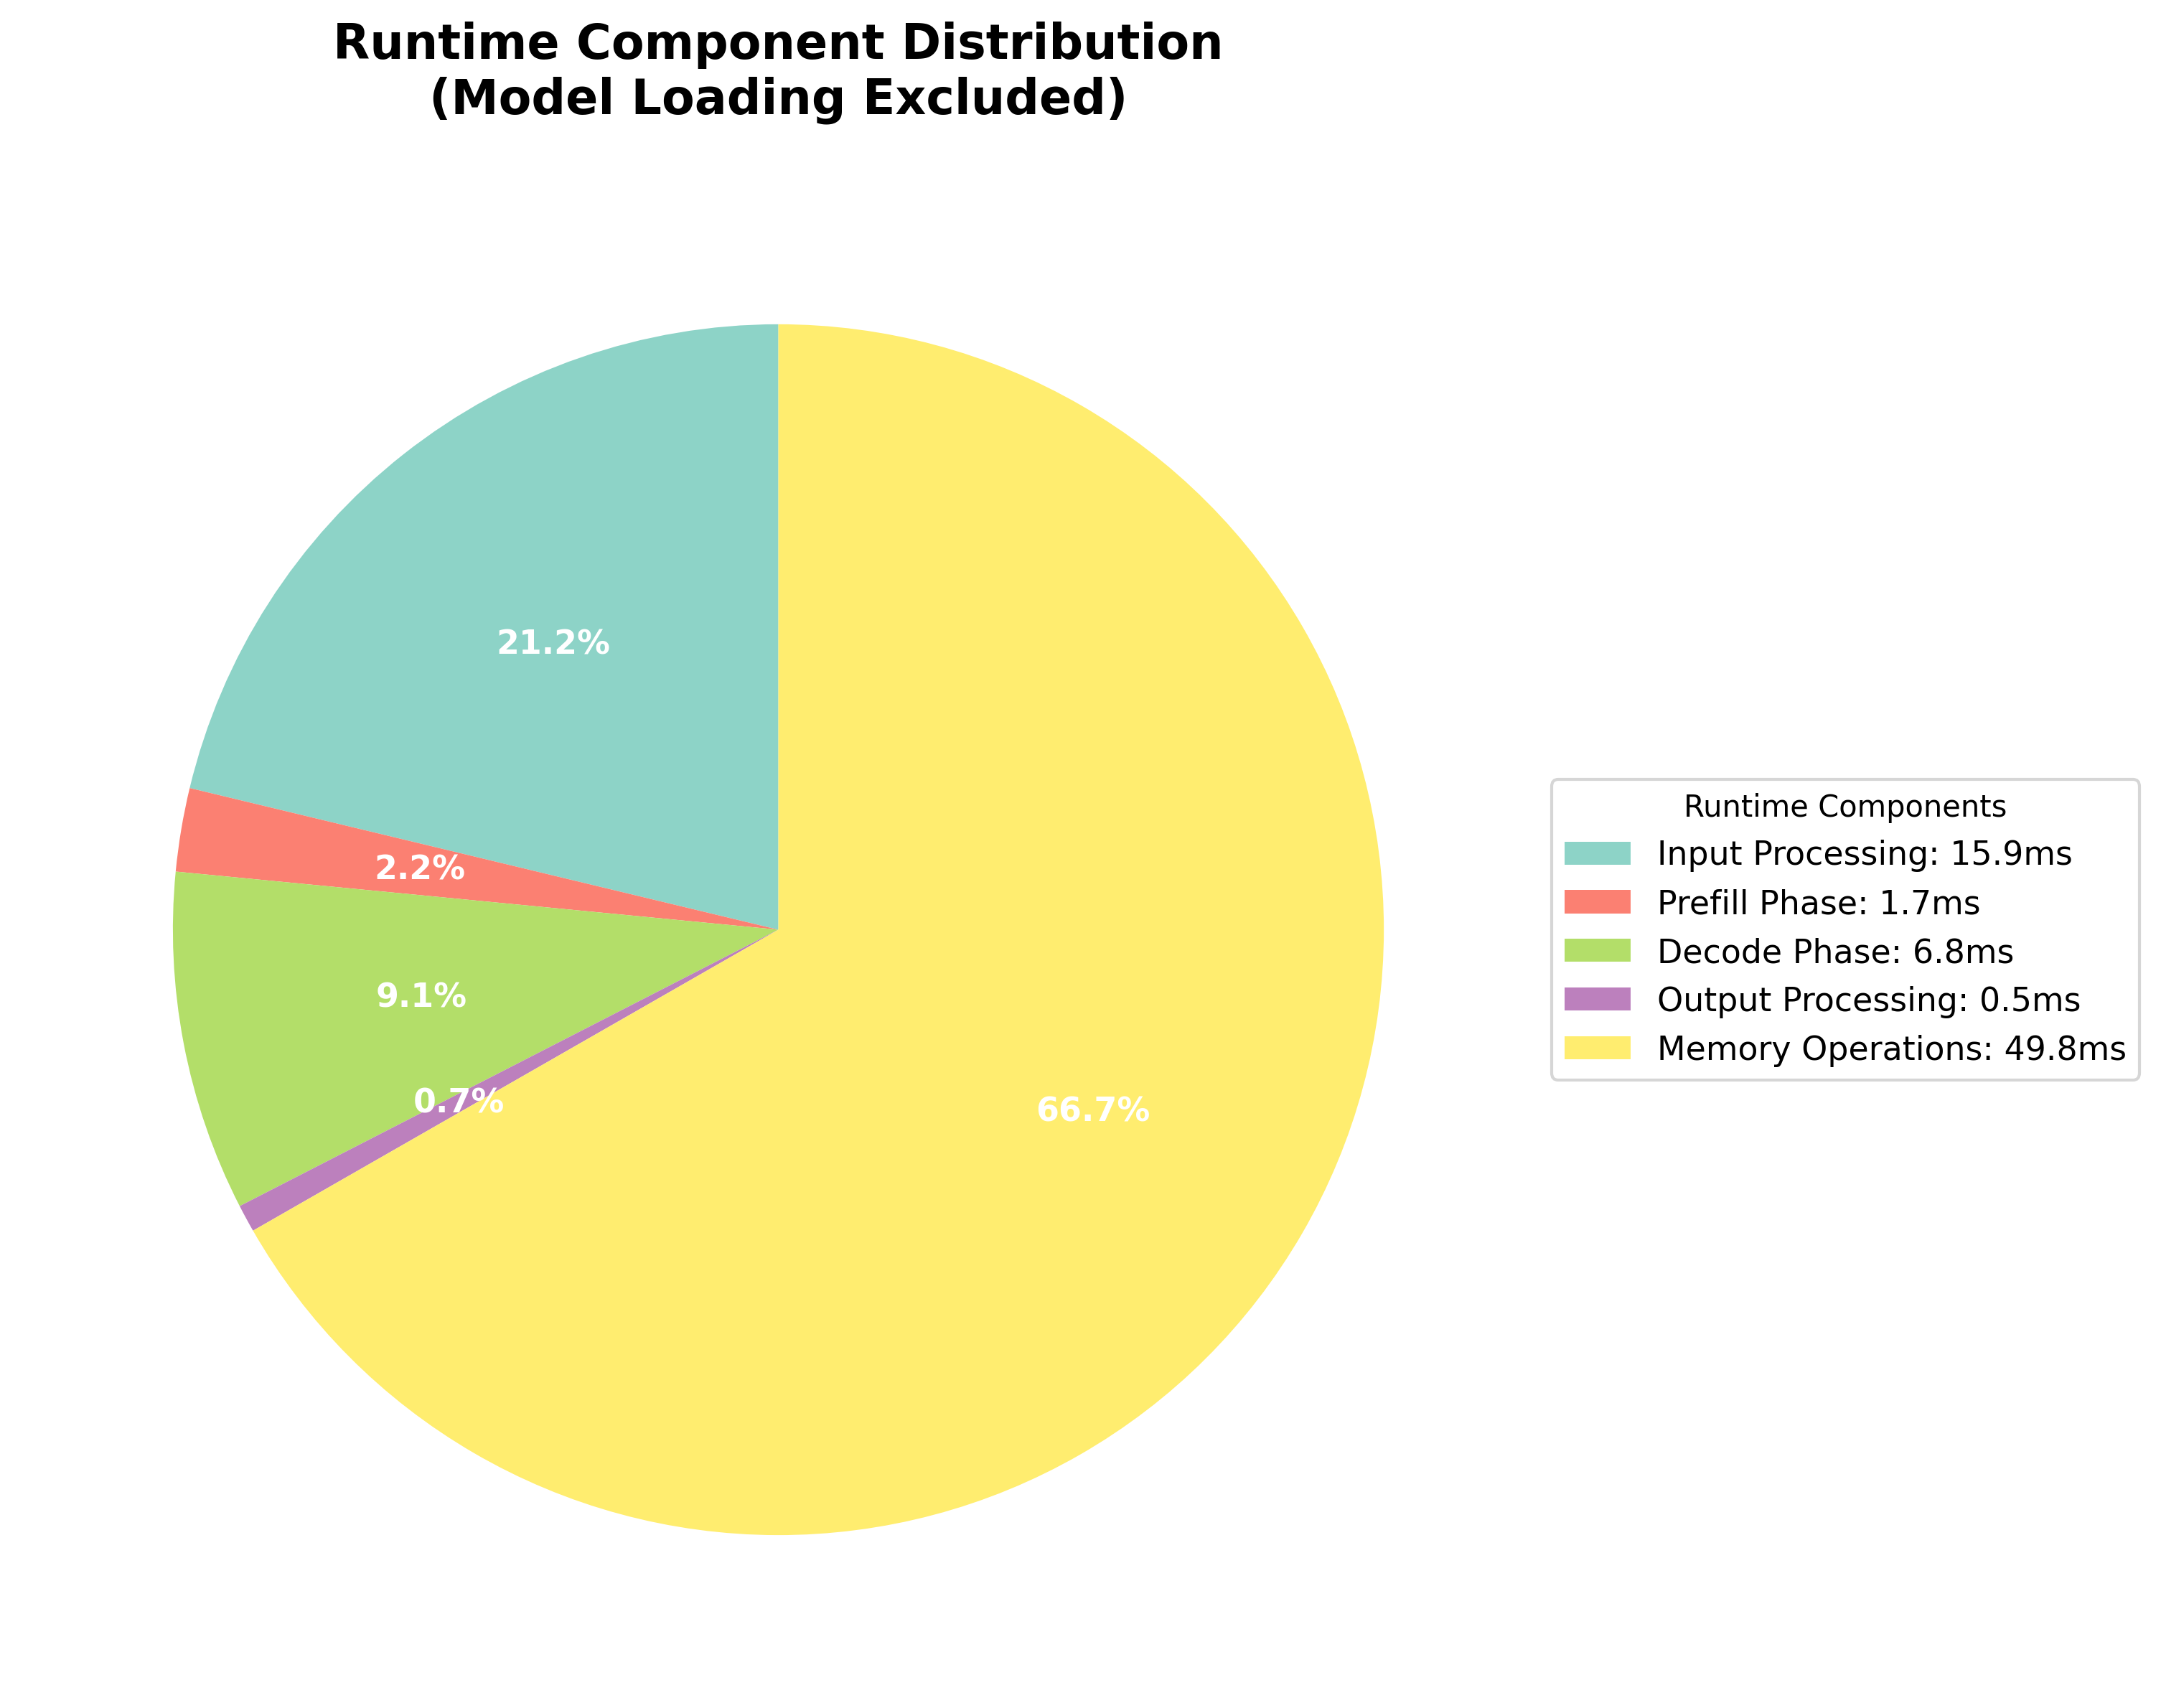 Runtime Component Distribution
(Model Loading Excluded)
21.2%
2.2%
9.1%
0.7%
66.7%
Runtime Components
Input Processing: 15.9ms
Prefill Phase: 1.7ms
Decode Phase: 6.8ms
Output Processing: 0.5ms
Memory Operations: 49.8ms